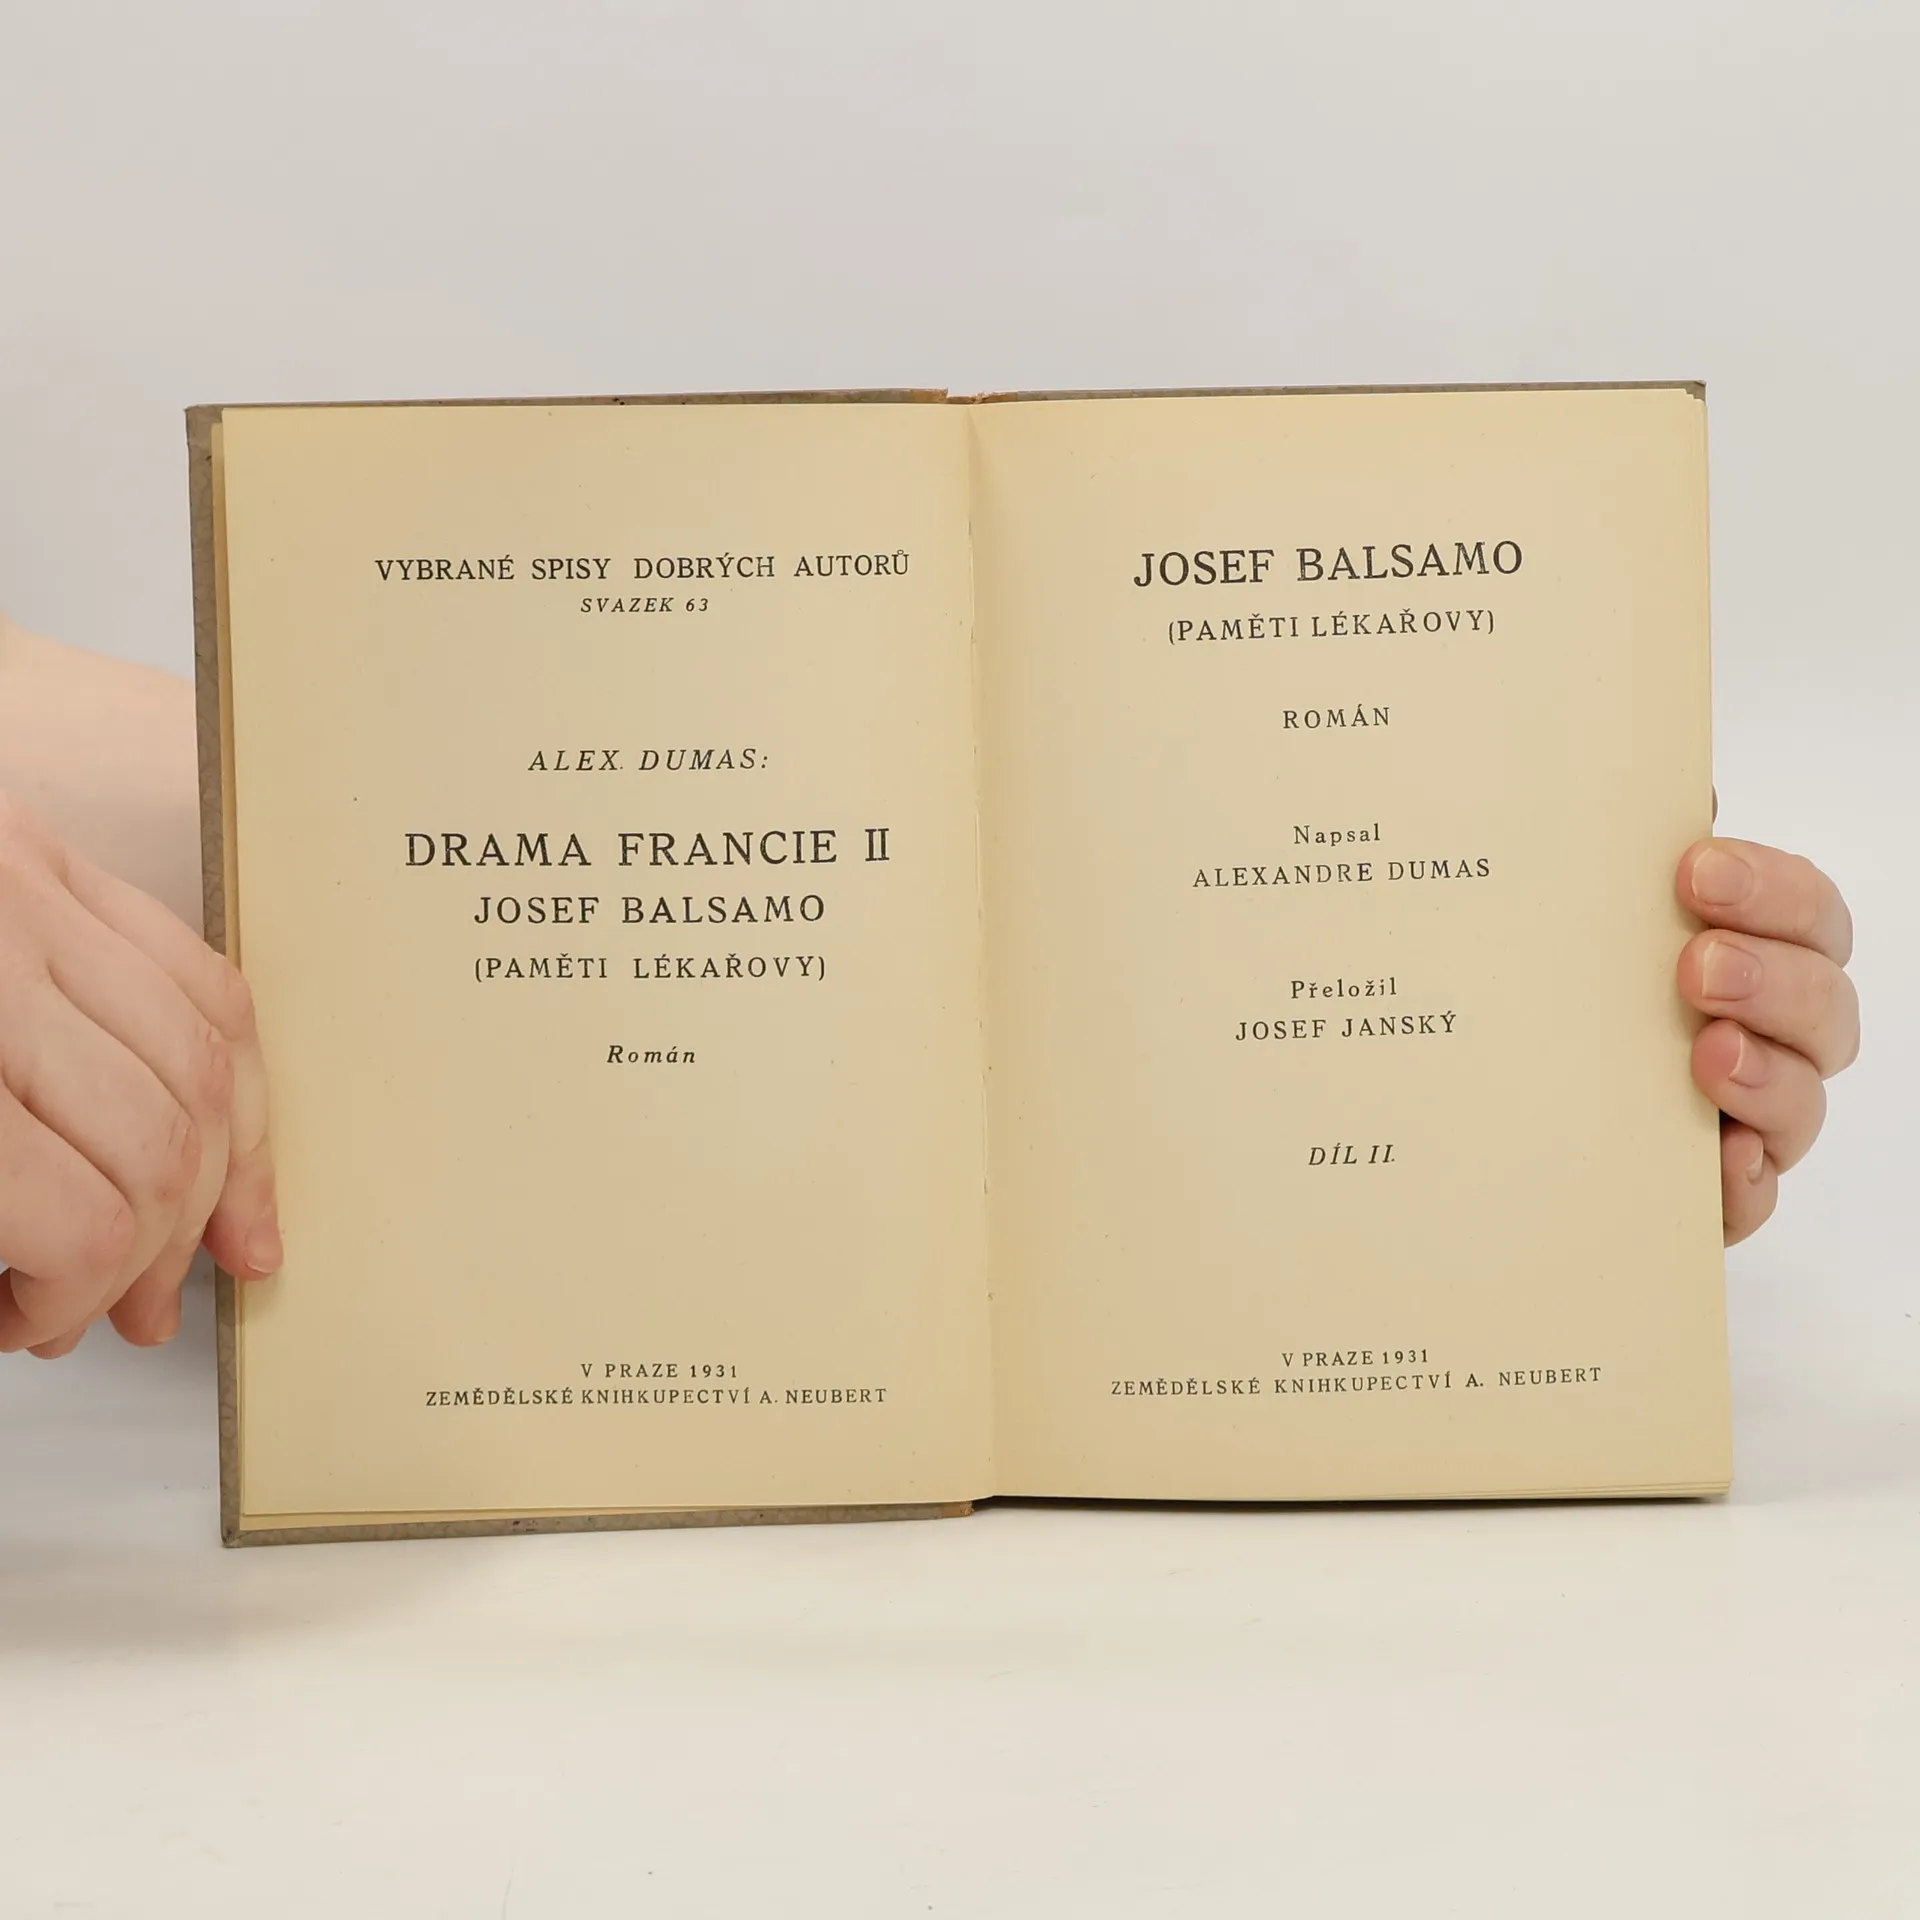 VYBRANÉ SPISY DOBRÝCH AUTORŮ
SVAZEK 63
ALEX. DUMAS:
DRAMA FRANCIE II
JOSEF BALSAMO
(PAMĚTI LÉKAŘOVY)
Román
V PRAZE 1931
ZEMĚDĚLSKÉ KNIHKUPECTVÍ A. NEUBERT
JOSEF BALSAMO
(PAMĚTI LÉKAŘOVY)
ROMÁN
Napsal
ALEXANDRE DUMAS
Přeložil
JOSEF JANSKÝ
DÍL II.
V PRAZE 1931
ZEMĚDĚLSKÉ KNIHKUPECTVÍ A. NEUBERT